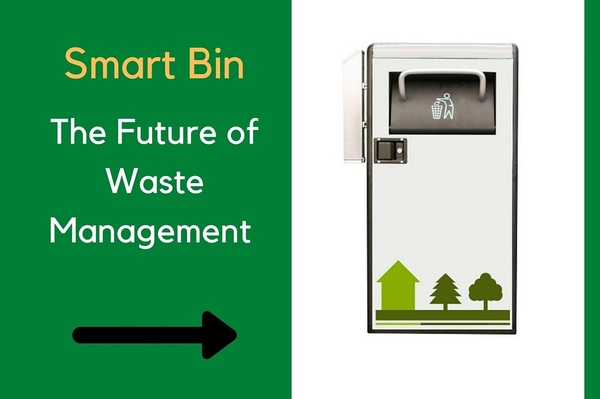 Smart Bin
The Future of
Waste
Management